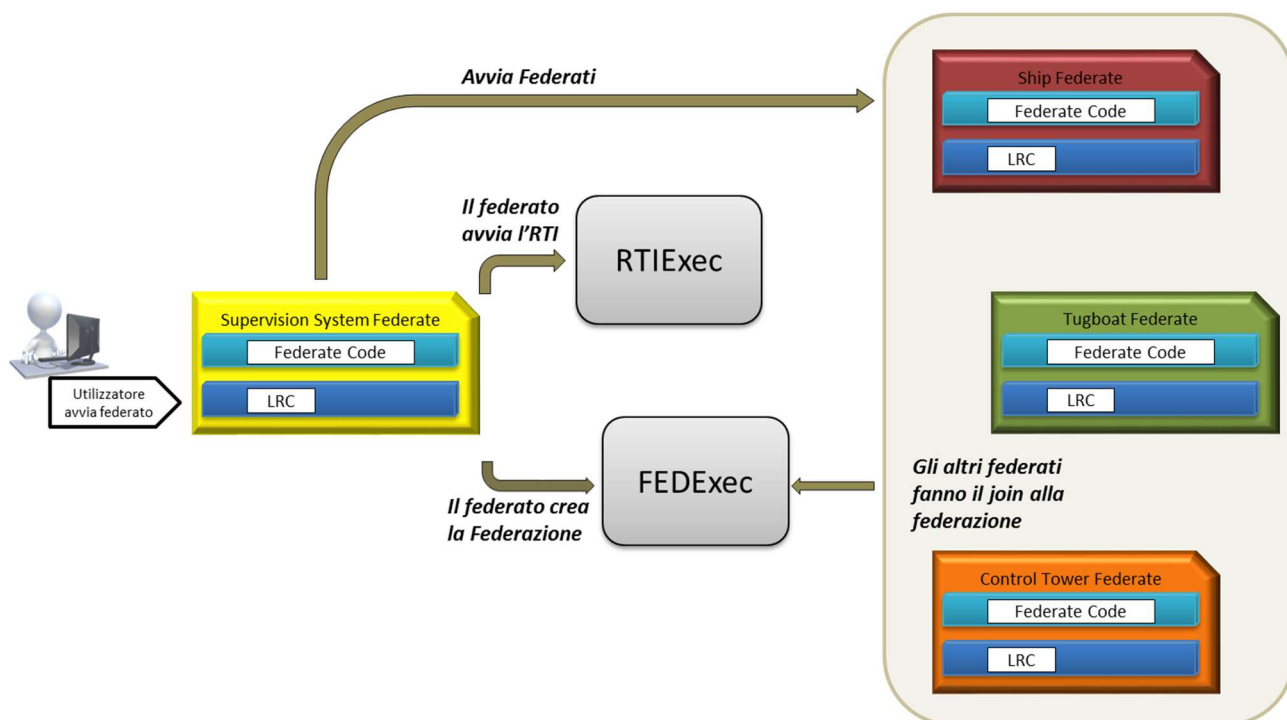 Avvia Federati
Ship Federate
Federate Code
LRC
Il federato
avvia l'RTI
RTIExec
Supervision System Federate
Federate Code
LRC
Utilizzatore
avvia federato
Tugboat Federate
Federate Code
LRC
Il federato crea
la Federazione
FEDExec
Gli altri federati
fanno il join alla
federazione
Control Tower Federate
Federate Code
LRC